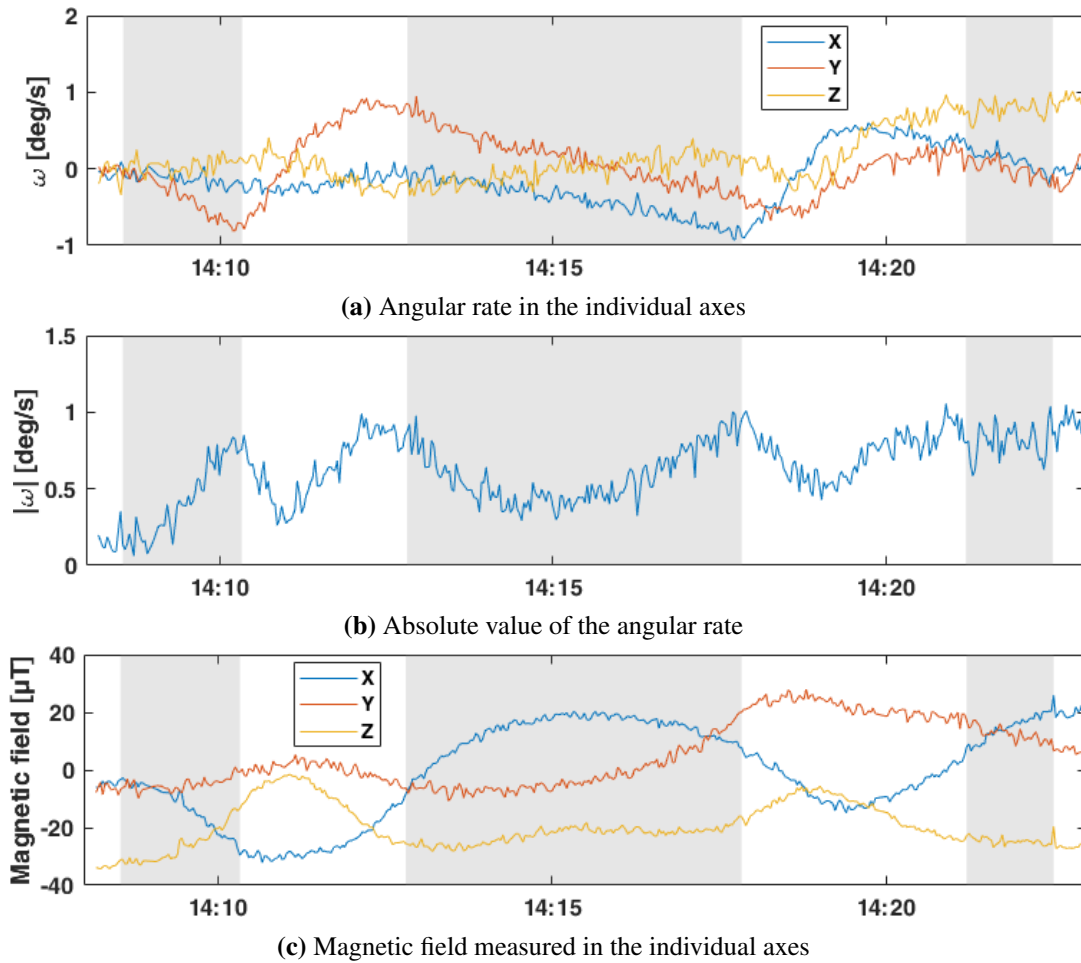 2
1
0
-1
ω [deg/s]
X
Y
Z
14:10 14:15 14:20
(a) Angular rate in the individual axes
1.5
1
0.5
0
|ω| [deg/s]
14:10 14:15 14:20
(b) Absolute value of the angular rate
40
20
0
-20
-40
Magnetic field [µT]
X
Y
Z
14:10 14:15 14:20
(c) Magnetic field measured in the individual axes